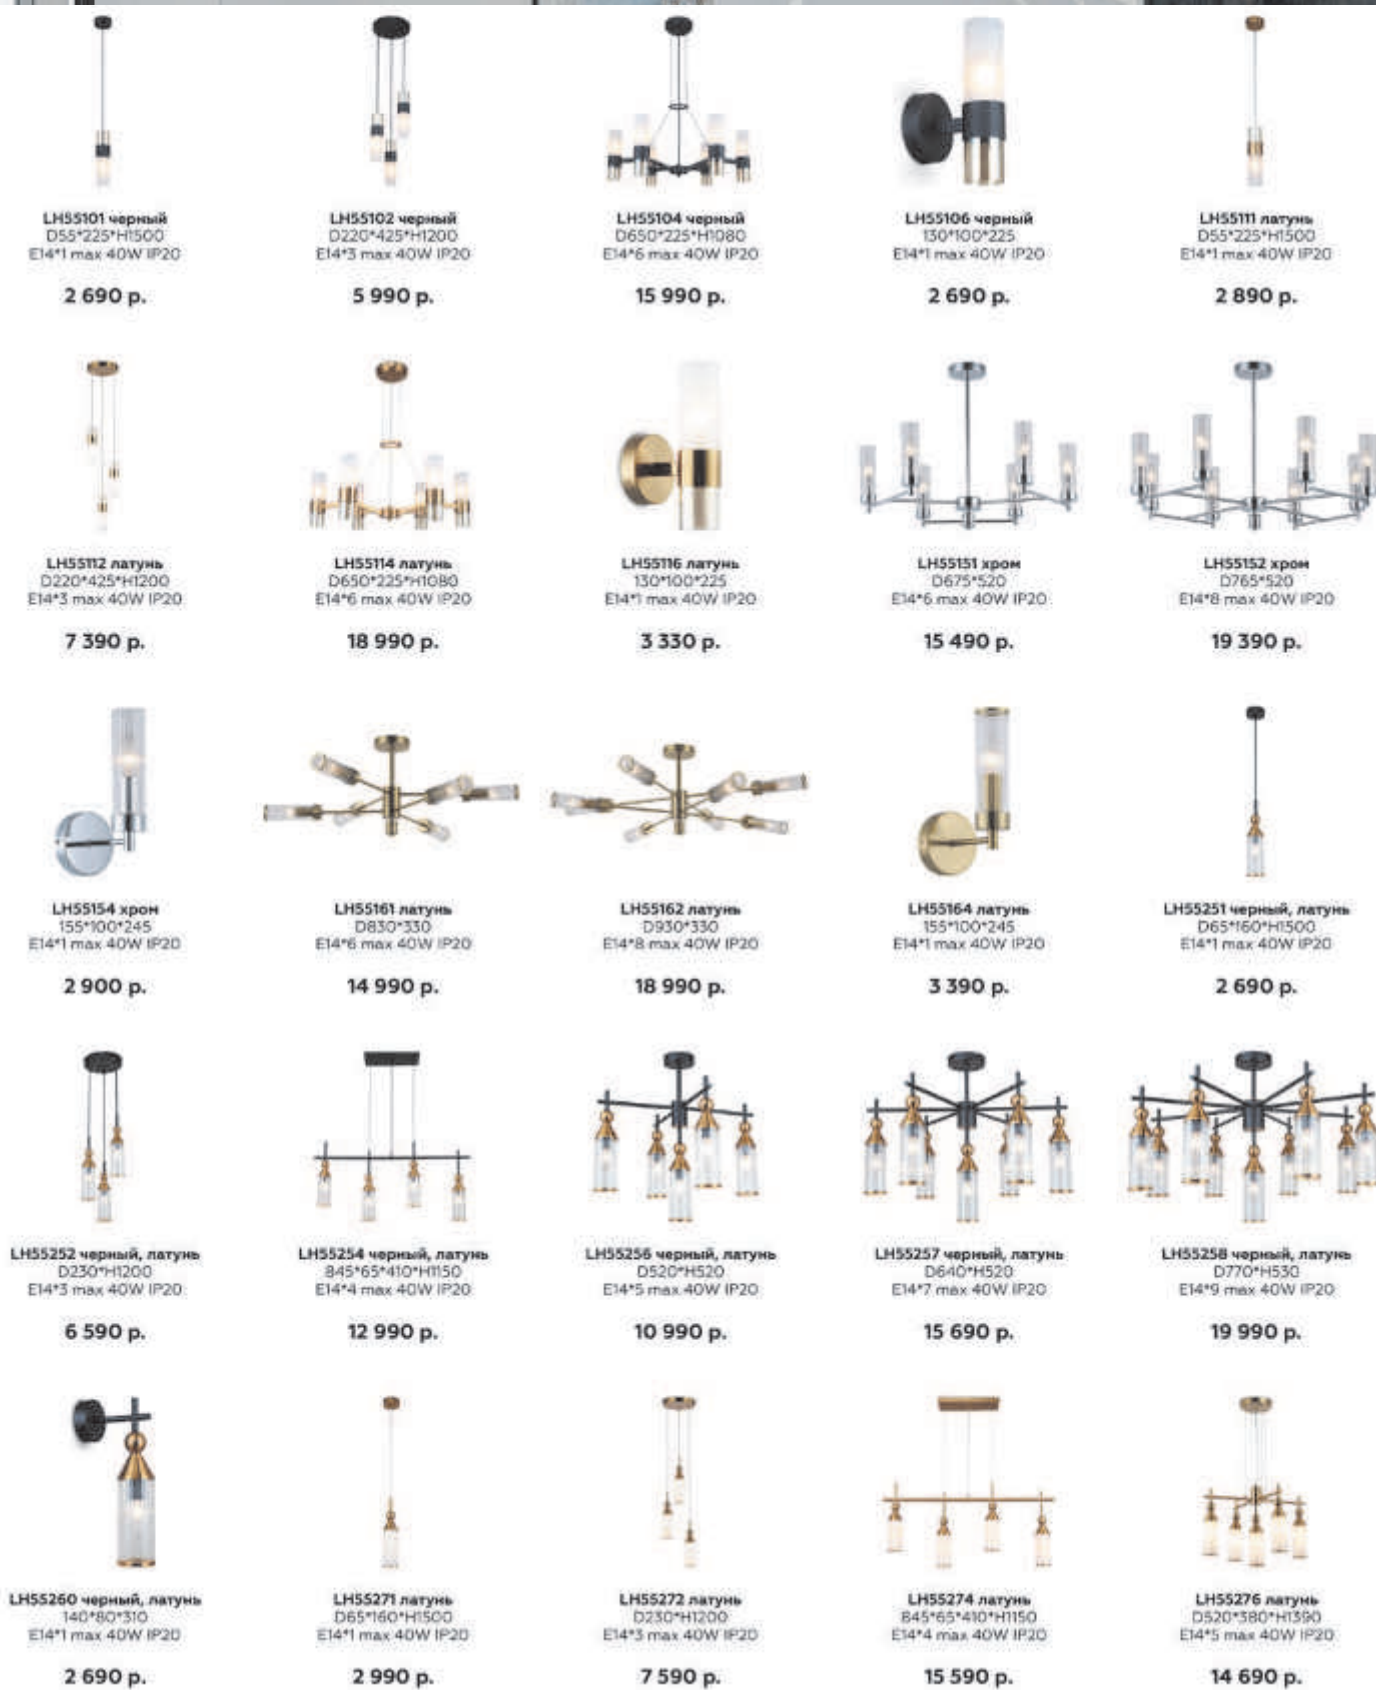 LH55101 черный
D55*225*H1500
E14*1 max 40W IP20
2 690 р.
LH55102 черный
D220*425*H1200
E14*3 max 40W IP20
5 990 р.
LH55104 черный
D650*225*H1080
E14*6 max 40W IP20
15 990 р.
LH55106 черный
130*100*225
E14*1 max 40W IP20
2 690 р.
LH55111 латунь
D55*225*H1500
E14*1 max 40W IP20
2 890 р.
LH55112 латунь
D220*425*H1200
E14*3 max 40W IP20
7 390 р.
LH55114 латунь
D650*225*H1080
E14*6 max 40W IP20
18 990 р.
LH55116 латунь
130*100*225
E14*1 max 40W IP20
3 330 р.
LH55151 хром
D675*520
E14*6 max 40W IP20
15 490 р.
LH55152 хром
D765*520
E14*8 max 40W IP20
19 390 р.
LH55154 хром
155*100*245
E14*1 max 40W IP20
2 900 р.
LH55161 латунь
D830*330
E14*6 max 40W IP20
14 990 р.
LH55162 латунь
D930*330
E14*8 max 40W IP20
18 990 р.
LH55164 латунь
155*100*245
E14*1 max 40W IP20
3 390 р.
LH55251 черный, латунь
D65*160*H1500
E14*1 max 40W IP20
2 690 р.
LH55252 черный, латунь
D230*H1200
E14*3 max 40W IP20
6 590 р.
LH55254 черный, латунь
845*65*410*H1150
E14*4 max 40W IP20
12 990 р.
LH55256 черный, латунь
D520*H520
E14*5 max 40W IP20
10 990 р.
LH55257 черный, латунь
D640*H520
E14*7 max 40W IP20
15 690 р.
LH55258 черный, латунь
D770*H530
E14*9 max 40W IP20
19 990 р.
LH55260 черный, латунь
140*80*310
E14*1 max 40W IP20
2 690 р.
LH55271 латунь
D65*160*H1500
E14*1 max 40W IP20
2 990 р.
LH55272 латунь
D230*H1200
E14*3 max 40W IP20
7 590 р.
LH55274 латунь
845*65*410*H1150
E14*4 max 40W IP20
15 590 р.
LH55276 латунь
D520*380*H1390
E14*5 max 40W IP20
14 690 р.